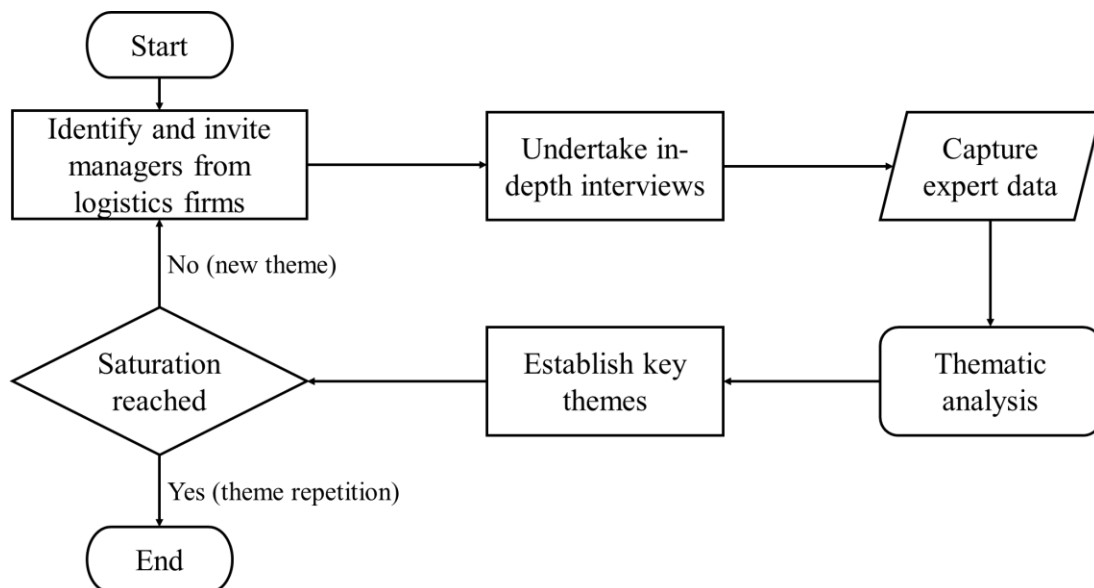 Start
Identify and invite
managers from
logistics firms
Undertake in-
depth interviews
Capture
expert data
Thematic
analysis
Establish key
themes
Saturation
reached
No (new theme)
Yes (theme repetition)
End